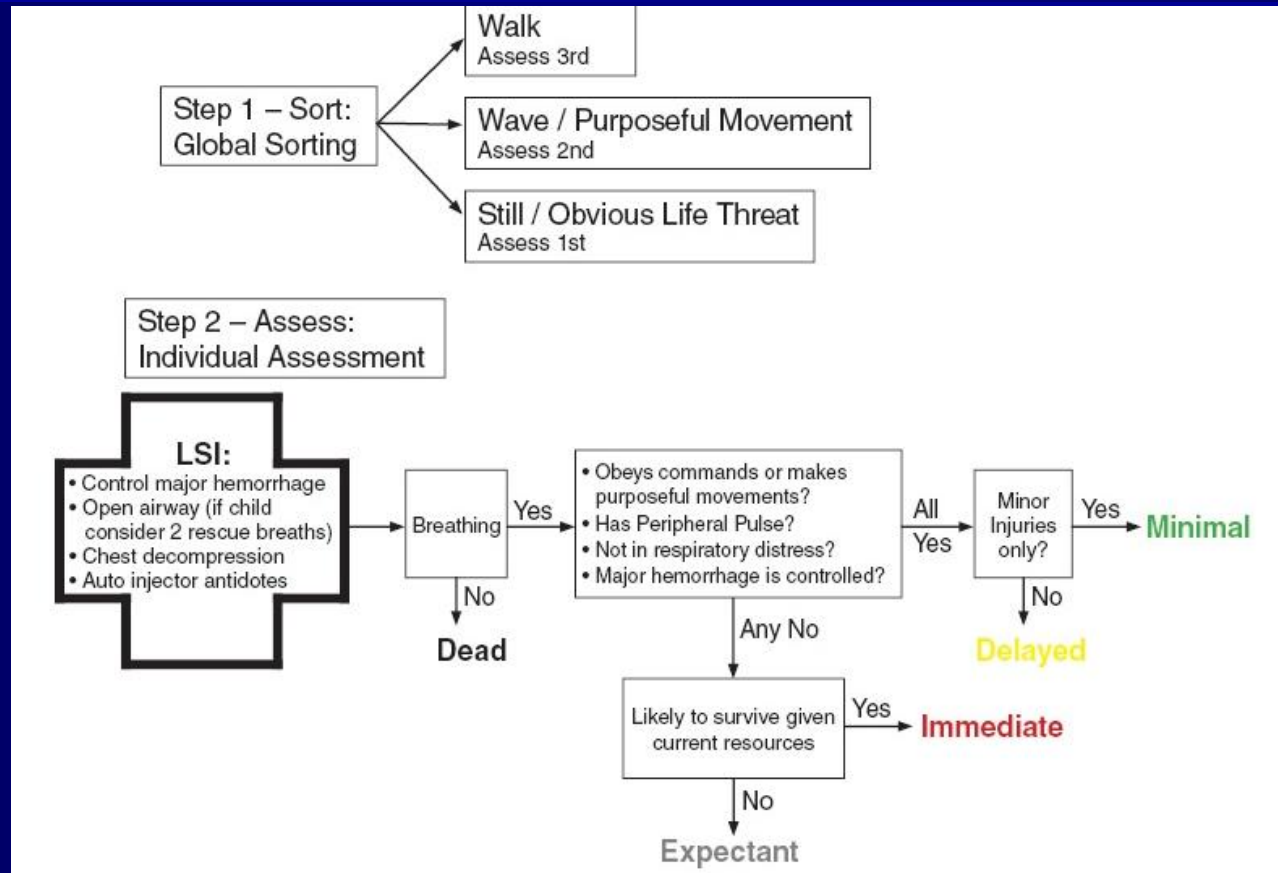 Walk
Assess 3rd
Step 1 – Sort:
Global Sorting
Wave / Purposeful Movement
Assess 2nd
Still / Obvious Life Threat
Assess 1st
Step 2 – Assess:
Individual Assessment
LSI:
• Control major hemorrhage
• Open airway (if child
consider 2 rescue breaths)
• Chest decompression
• Auto injector antidotes
Breathing
Yes
No
Dead
• Obeys commands or makes
purposeful movements?
• Has Peripheral Pulse?
• Not in respiratory distress?
• Major hemorrhage is controlled?
All
Yes
Minor
Injuries
only?
Yes
Minimal
No
Delayed
Any No
Likely to survive given
current resources
Yes
Immediate
No
Expectant